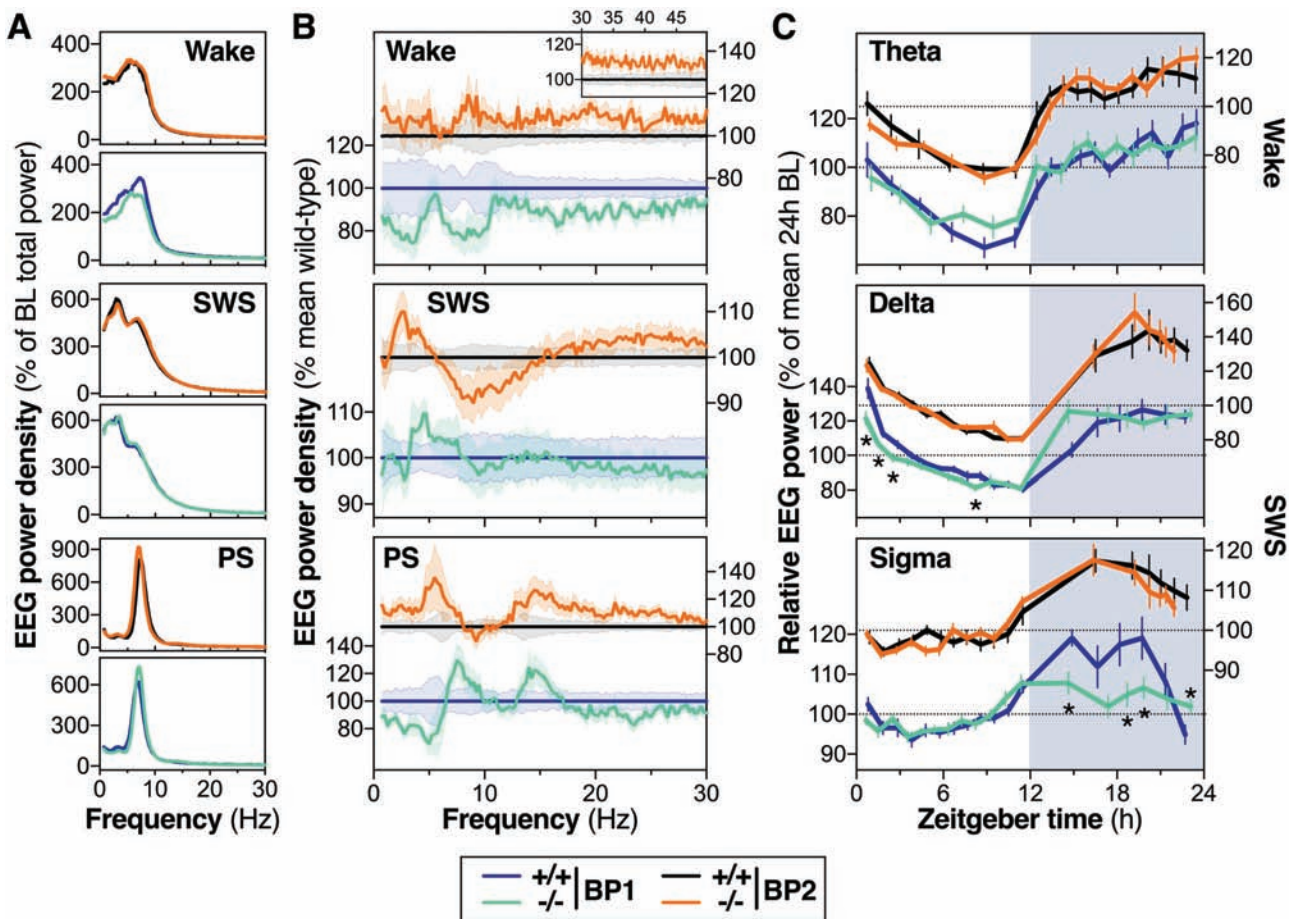 A
EEG power density (% of BL total power)
Wake
400
200
0
400
200
0
SWS
600
300
0
600
300
0
PS
900
600
300
0
600
300
0
0 10 20 30
Frequency (Hz)
B
EEG power density (% mean wild-type)
30 35 40 45
120
100
Wake
140
120
100
80
120
100
80
SWS
110
100
90
110
100
90
PS
140
120
100
80
140
120
100
80
0 10 20 30
Frequency (Hz)
C
Relative EEG power (% of mean 24h BL)
Theta
120
100
80
120
100
80
Wake
Delta
160
140
120
100
80
140
120
100
80
* * * *
SWS
Sigma
120
110
100
90
120
110
100
90
* * * *
0 6 12 18 24
Zeitgeber time (h)
+/+ BP1 +/+ BP2
-/- -/-